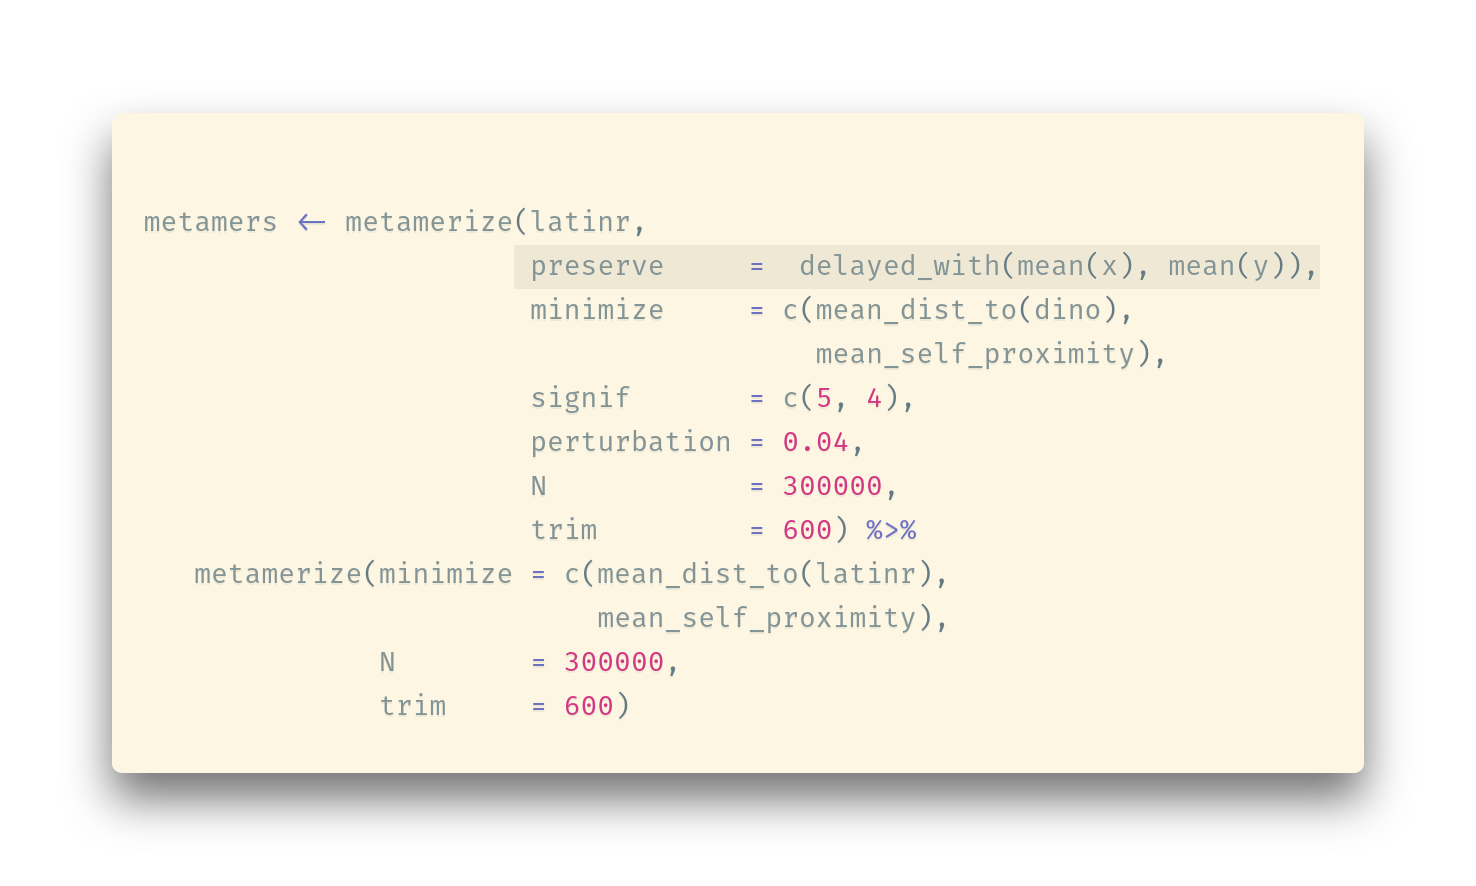 metamers <- metamerize(latinr,
preserve = delayed_with(mean(x), mean(y)),
minimize = c(mean_dist_to(dino),
mean_self_proximity),
signif = c(5, 4),
perturbation = 0.04,
N = 300000,
trim = 600) %>%
metamerize(minimize = c(mean_dist_to(latinr),
mean_self_proximity),
N = 300000,
trim = 600)